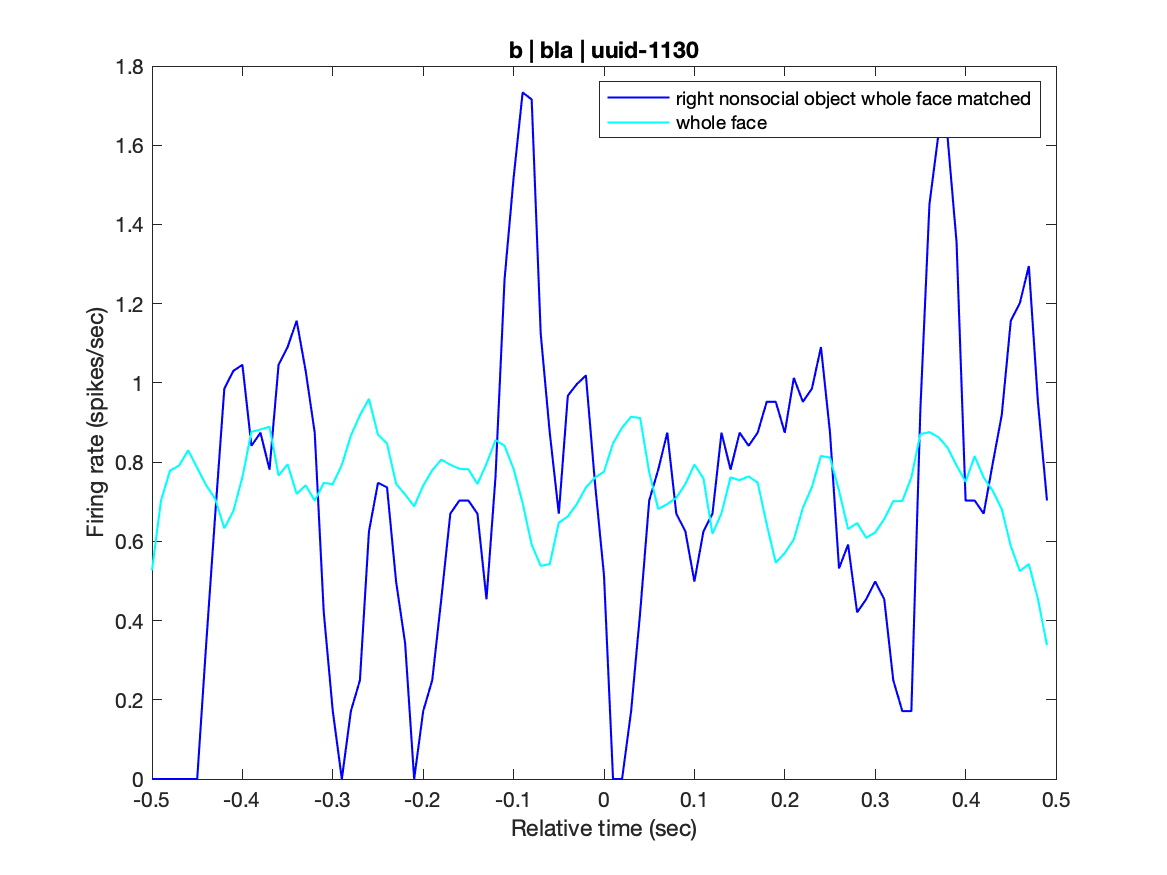 b | bla | uuid-1130
right nonsocial object whole face matched
whole face
Firing rate (spikes/sec)
1.8
1.6
1.4
1.2
1
0.8
0.6
0.4
0.2
0
-0.5 -0.4 -0.3 -0.2 -0.1 0 0.1 0.2 0.3 0.4 0.5
Relative time (sec)